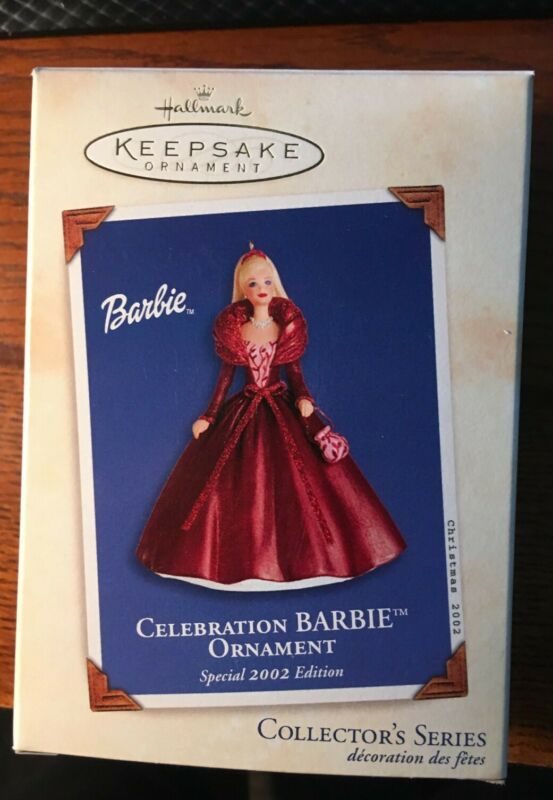 Hallmark
KEEPSAKE
ORNAMENT
Barbie™
Christmas 2002
CELEBRATION BARBIE™
ORNAMENT
Special 2002 Edition
COLLECTOR'S SERIES
décoration des fêtes